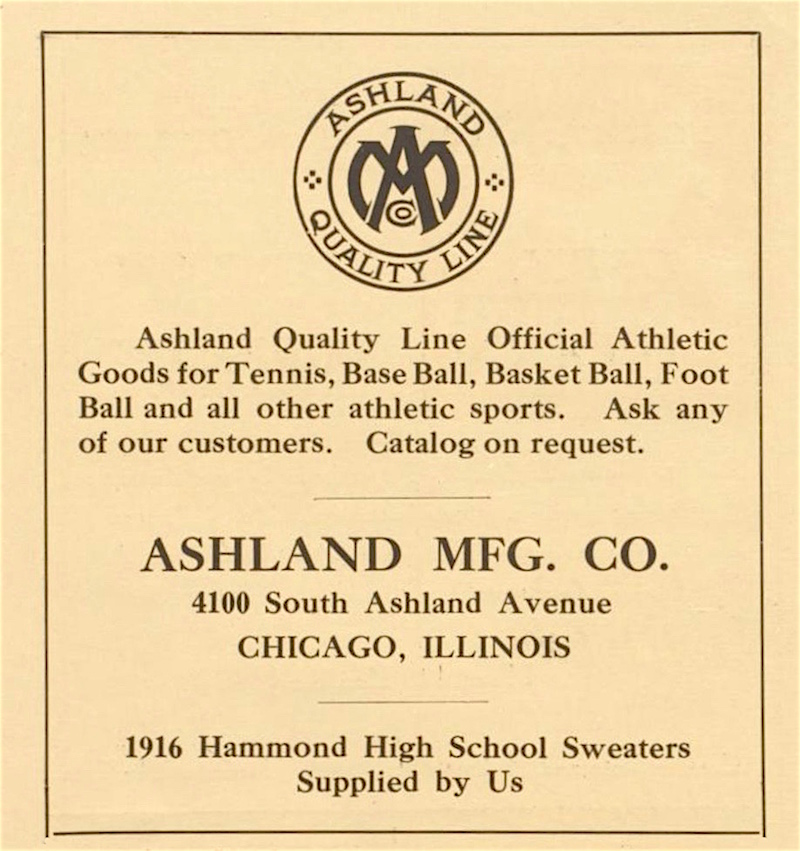 ASHLAND
AMCo
QUALITY LINE
Ashland Quality Line Official Athletic
Goods for Tennis, Base Ball, Basket Ball, Foot
Ball and all other athletic sports. Ask any
of our customers. Catalog on request.
ASHLAND MFG. CO.
4100 South Ashland Avenue
CHICAGO, ILLINOIS
1916 Hammond High School Sweaters
Supplied by Us